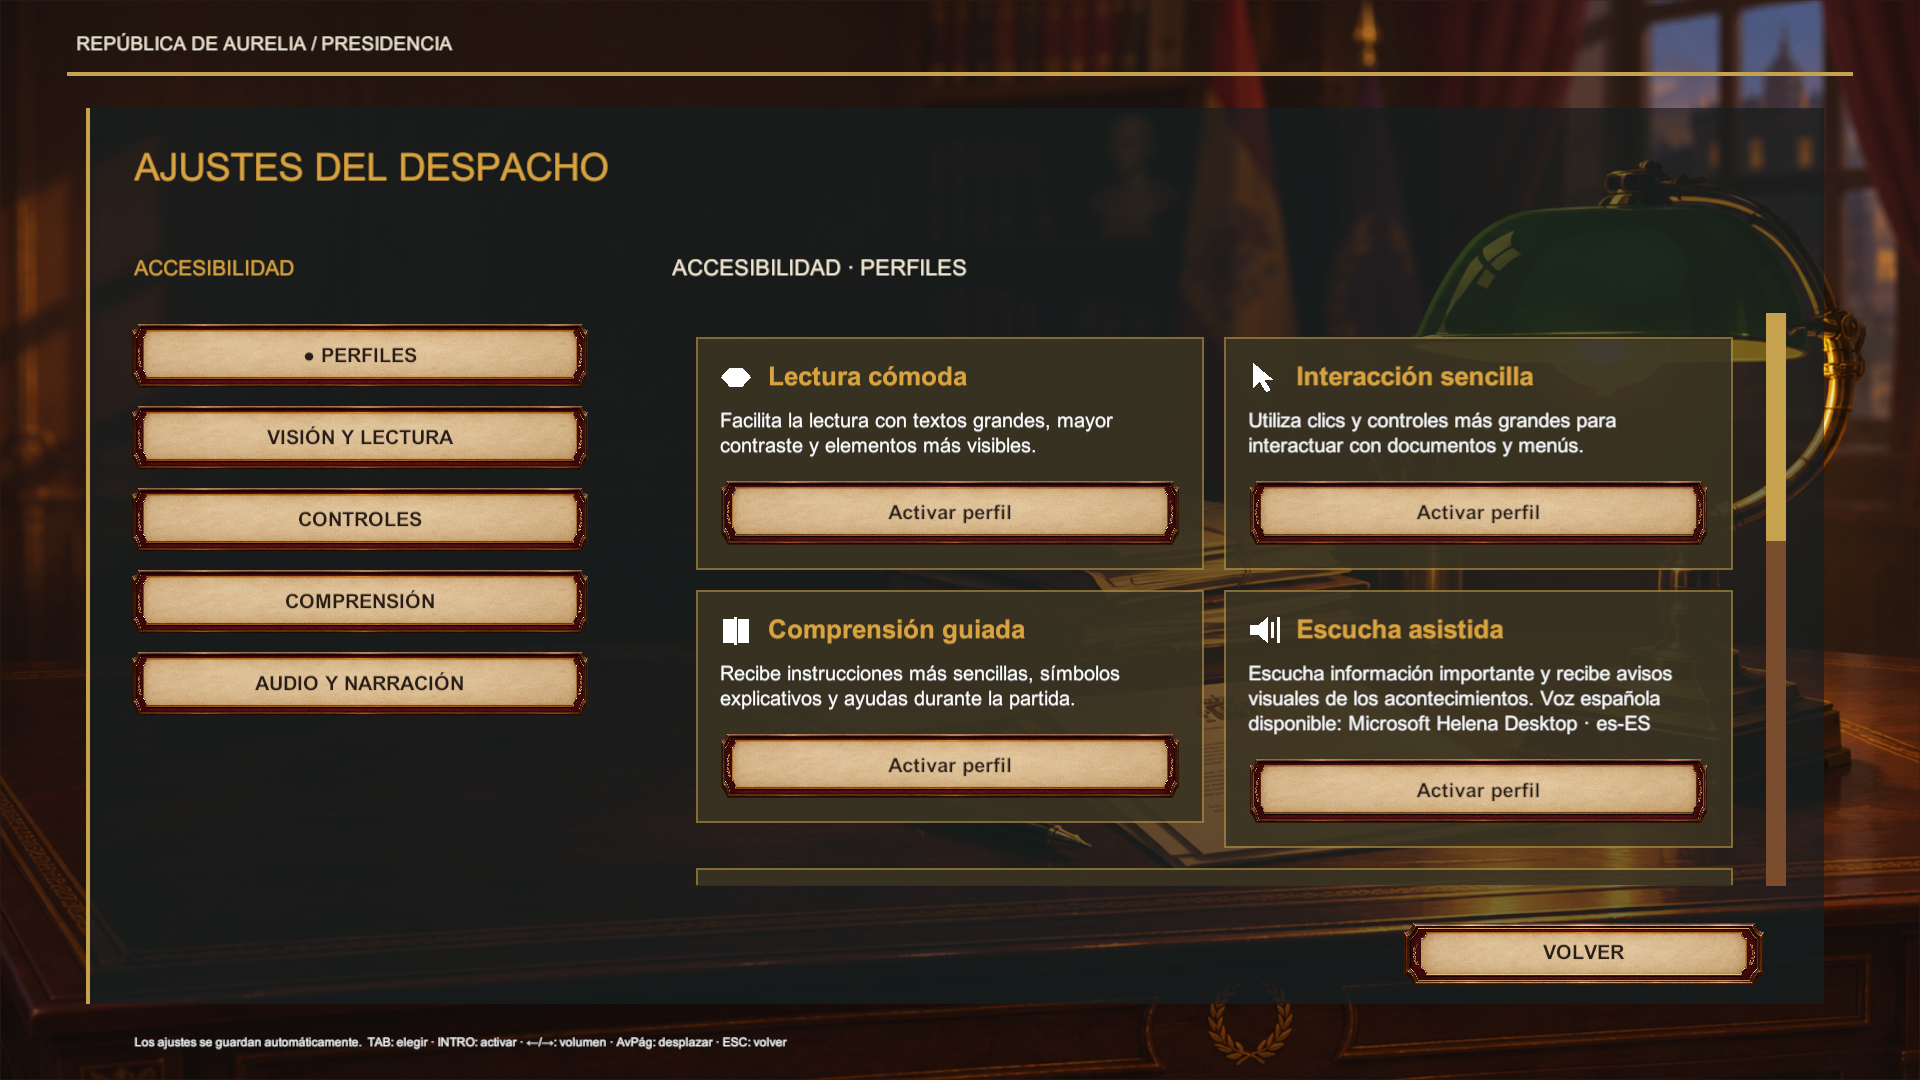 REPÚBLICA DE AURELIA / PRESIDENCIA
AJUSTES DEL DESPACHO
ACCESIBILIDAD
● PERFILES
VISIÓN Y LECTURA
CONTROLES
COMPRENSIÓN
AUDIO Y NARRACIÓN
ACCESIBILIDAD · PERFILES
Lectura cómoda
Facilita la lectura con textos grandes, mayor
contraste y elementos más visibles.
Activar perfil
Interacción sencilla
Utiliza clics y controles más grandes para
interactuar con documentos y menús.
Activar perfil
Comprensión guiada
Recibe instrucciones más sencillas, símbolos
explicativos y ayudas durante la partida.
Activar perfil
Escucha asistida
Escucha información importante y recibe avisos
visuales de los acontecimientos. Voz española
disponible: Microsoft Helena Desktop · es-ES
Activar perfil
VOLVER
Los ajustes se guardan automáticamente. TAB: elegir · INTRO: activar · ←/→: volumen · AvPág: desplazar · ESC: volver